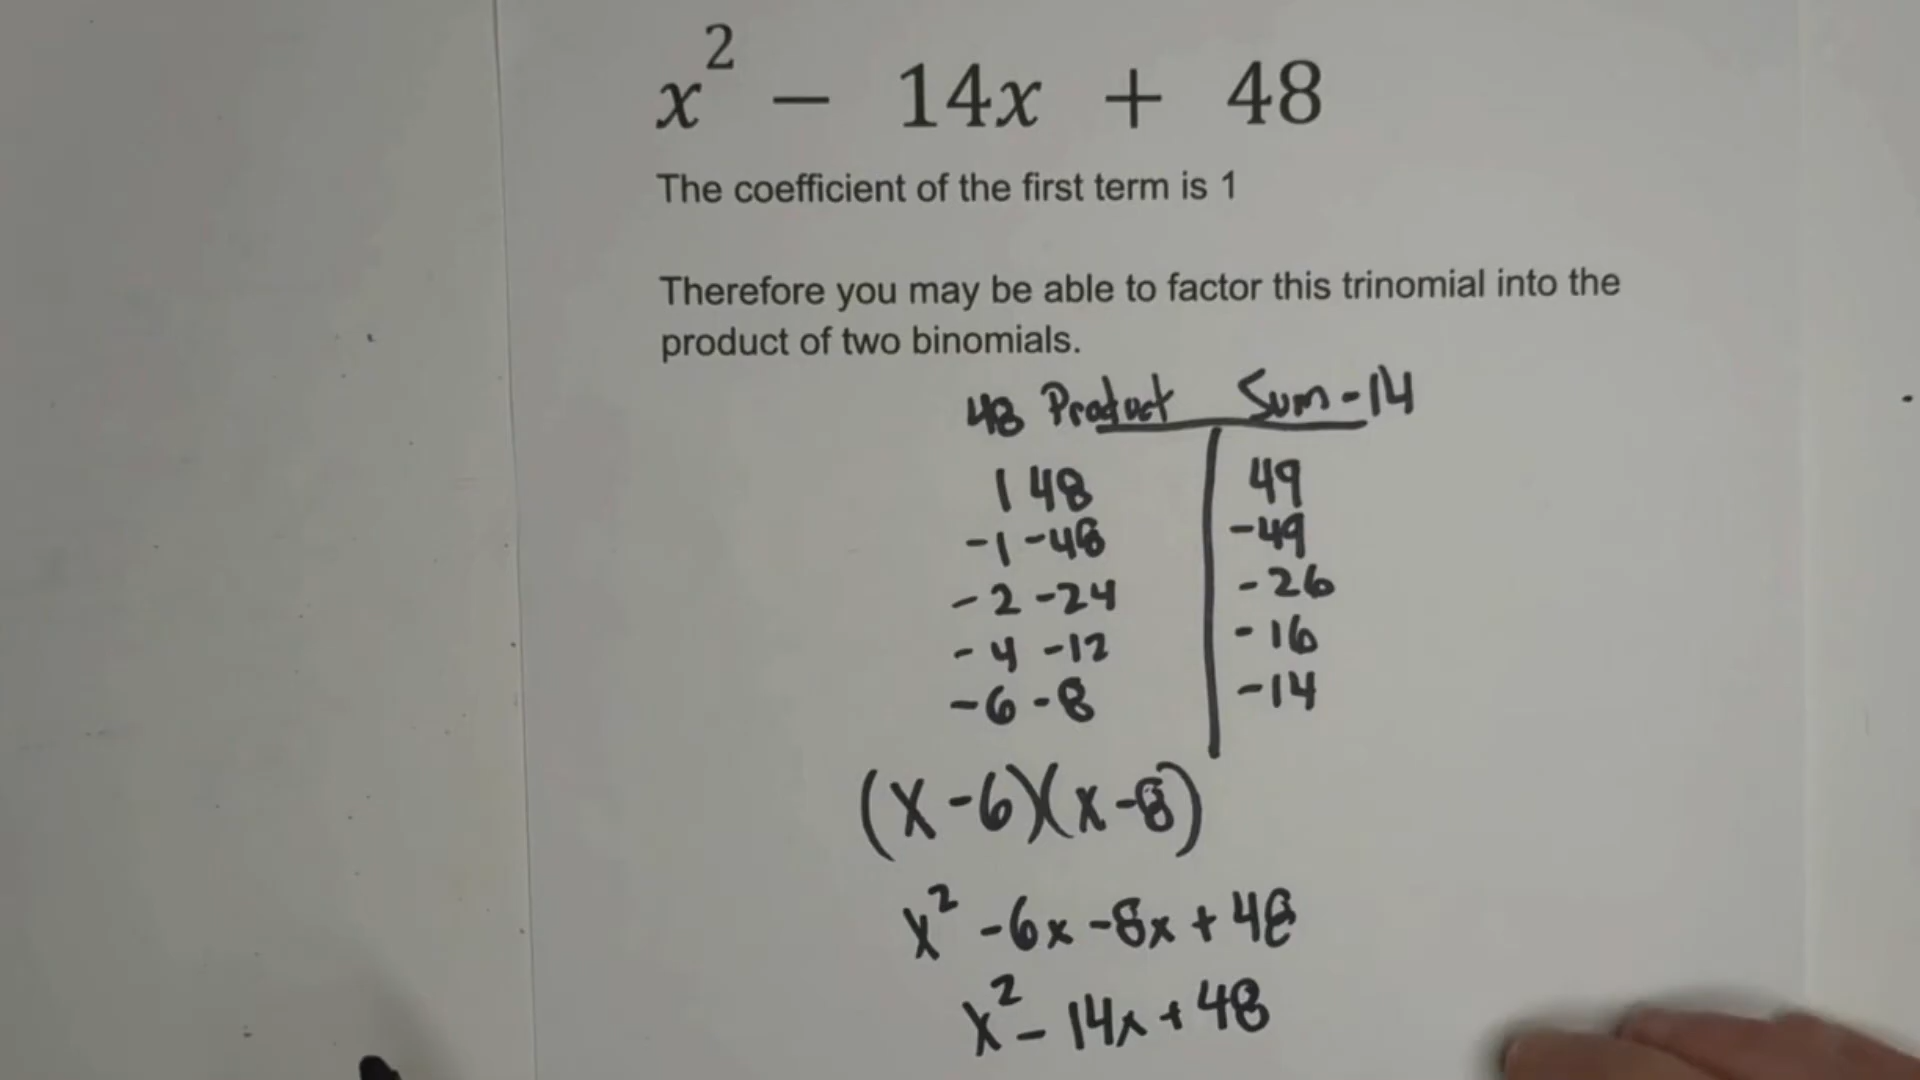 x² − 14x + 48
The coefficient of the first term is 1
Therefore you may be able to factor this trinomial into the
product of two binomials.
48 Product Sum -14
1 48 49
-1 -48 -49
-2 -24 -26
-4 -12 -16
-6 -8 -14
(x-6)(x-8)
x² -6x -8x + 48
x² - 14x + 48